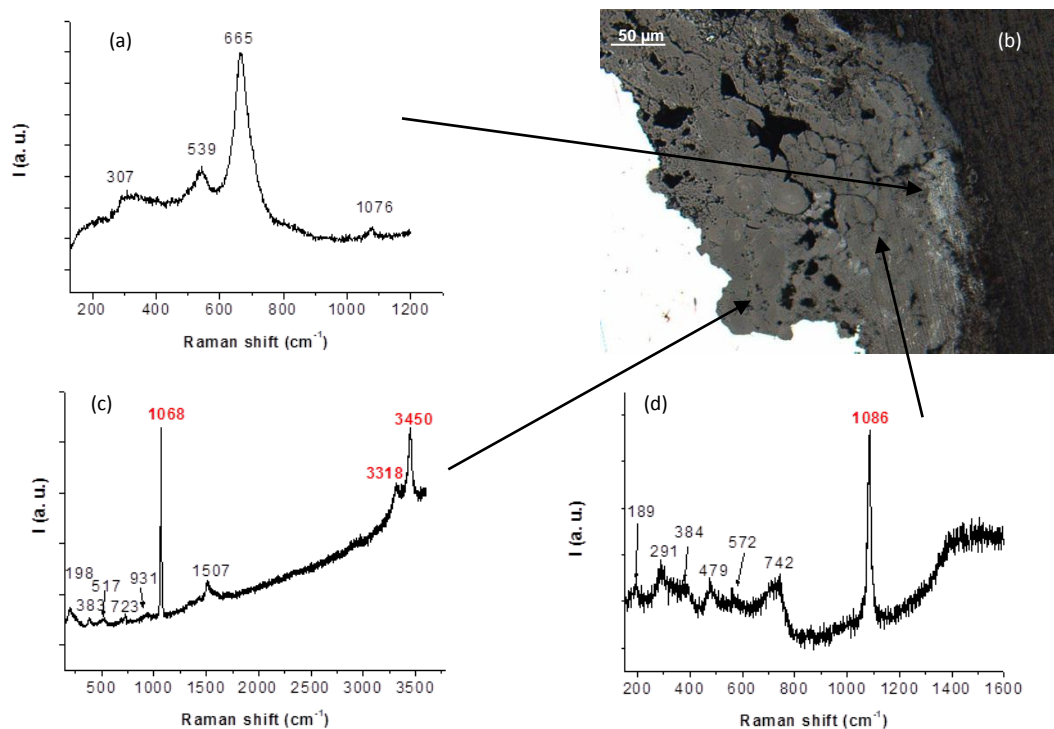 (a)
665
539
307
1076
I (a. u.)
200 400 600 800 1000 1200
Raman shift (cm⁻¹)
50 µm
(b)
(c)
1068
3450
3318
1507
198
383
517
723
931
I (a. u.)
500 1000 1500 2000 2500 3000 3500
Raman shift (cm⁻¹)
(d)
1086
189
291
384
479
572
742
I (a. u.)
200 400 600 800 1000 1200 1400 1600
Raman shift (cm⁻¹)